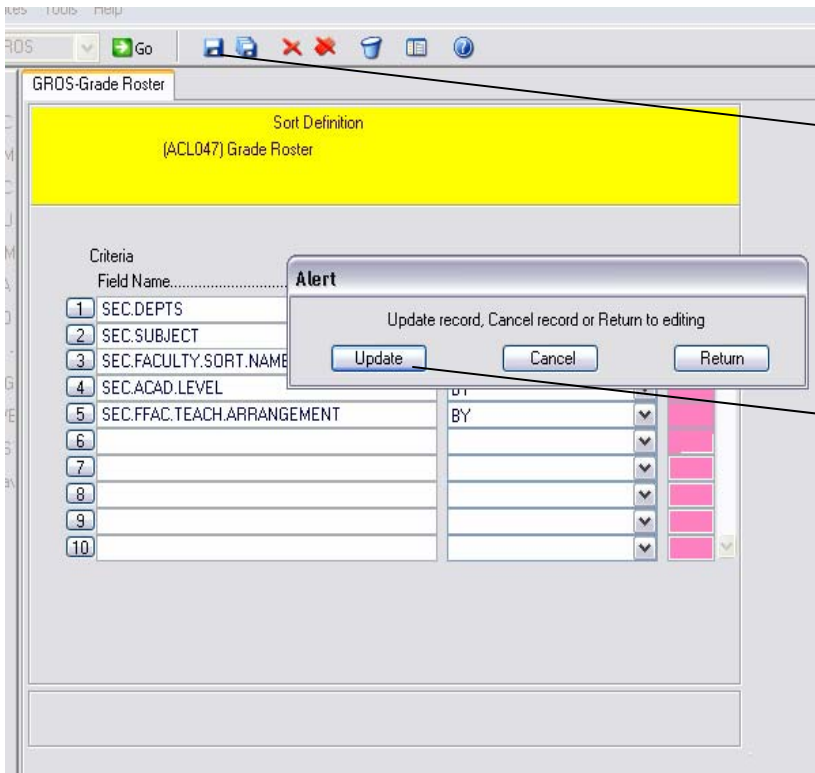 Tools Help
ROS Go
GROS-Grade Roster
Sort Definition
(ACL047) Grade Roster
Criteria
Field Name............................
Alert
Update record, Cancel record or Return to editing
Update Cancel Return
1 SEC.DEPTS
2 SEC.SUBJECT
3 SEC.FACULTY.SORT.NAME
4 SEC.ACAD.LEVEL BY
5 SEC.FFAC.TEACH.ARRANGEMENT BY
6
7
8
9
10